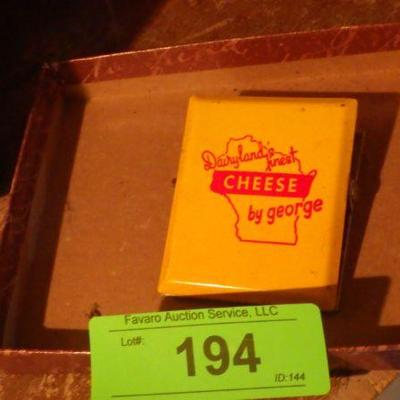 Dairyland's finest
CHEESE
by george
Favaro Auction Service, LLC
Lot#:
194
ID:144